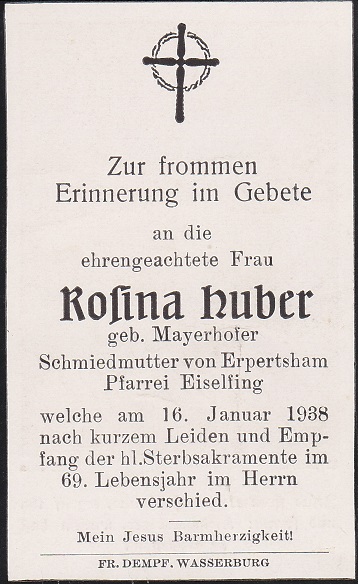 Zur frommen
Erinnerung im Gebete
an die
ehrengeachtete Frau
Rosina Huber
geb. Mayerhofer
Schmiedmutter von Erpertsham
Pfarrei Eiselfing
welche am 16. Januar 1938
nach kurzem Leiden und Emp-
fang der hl. Sterbsakramente im
69. Lebensjahr im Herrn
verschied.
Mein Jesus Barmherzigkeit!
FR. DEMPF. WASSERBURG